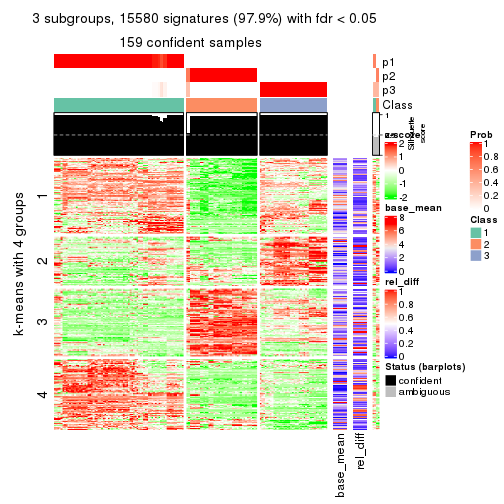 3 subgroups, 15580 signatures (97.9%) with fdr < 0.05
159 confident samples
p1
p2
p3
Class
1
Silhouette
score
k-means with 4 groups
1
2
3
4
base_mean
rel_diff
z-score
2
1
0
-1
-2
base_mean
8
6
4
2
0
rel_diff
1
0.8
0.6
0.4
0.2
0
Status (barplots)
confident
ambiguous
Prob
1
0.8
0.6
0.4
0.2
0
Class
1
2
3